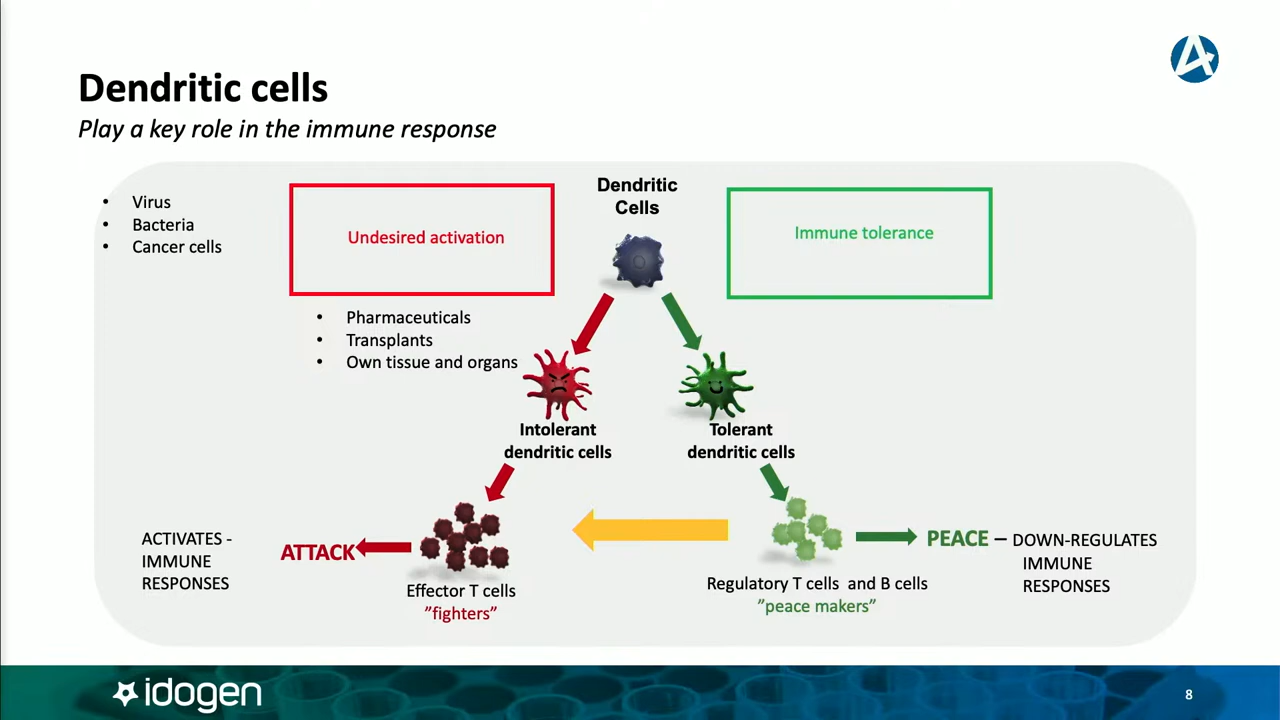 Dendritic cells
Play a key role in the immune response
• Virus
• Bacteria
• Cancer cells
Undesired activation
Dendritic
Cells
Immune tolerance
• Pharmaceuticals
• Transplants
• Own tissue and organs
Intolerant
dendritic cells
Tolerant
dendritic cells
ACTIVATES -
IMMUNE
RESPONSES
ATTACK
Effector T cells
”fighters”
Regulatory T cells and B cells
”peace makers”
PEACE – DOWN-REGULATES
IMMUNE
RESPONSES
idogen
8